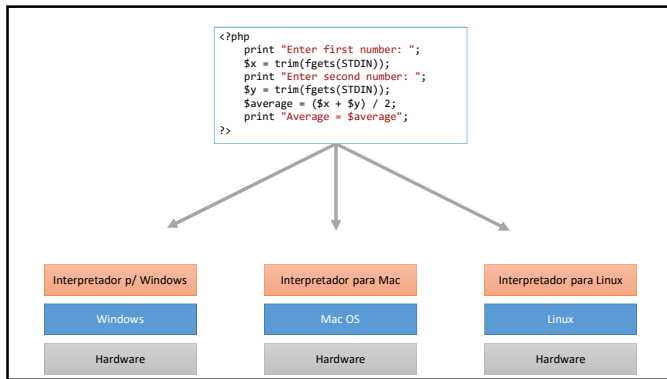 <?php
print "Enter first number: ";
$x = trim(fgets(STDIN));
print "Enter second number: ";
$y = trim(fgets(STDIN));
$average = ($x + $y) / 2;
print "Average = $average";
?>
Interpretador p/ Windows
Interpretador para Mac
Interpretador para Linux
Windows
Mac OS
Linux
Hardware
Hardware
Hardware